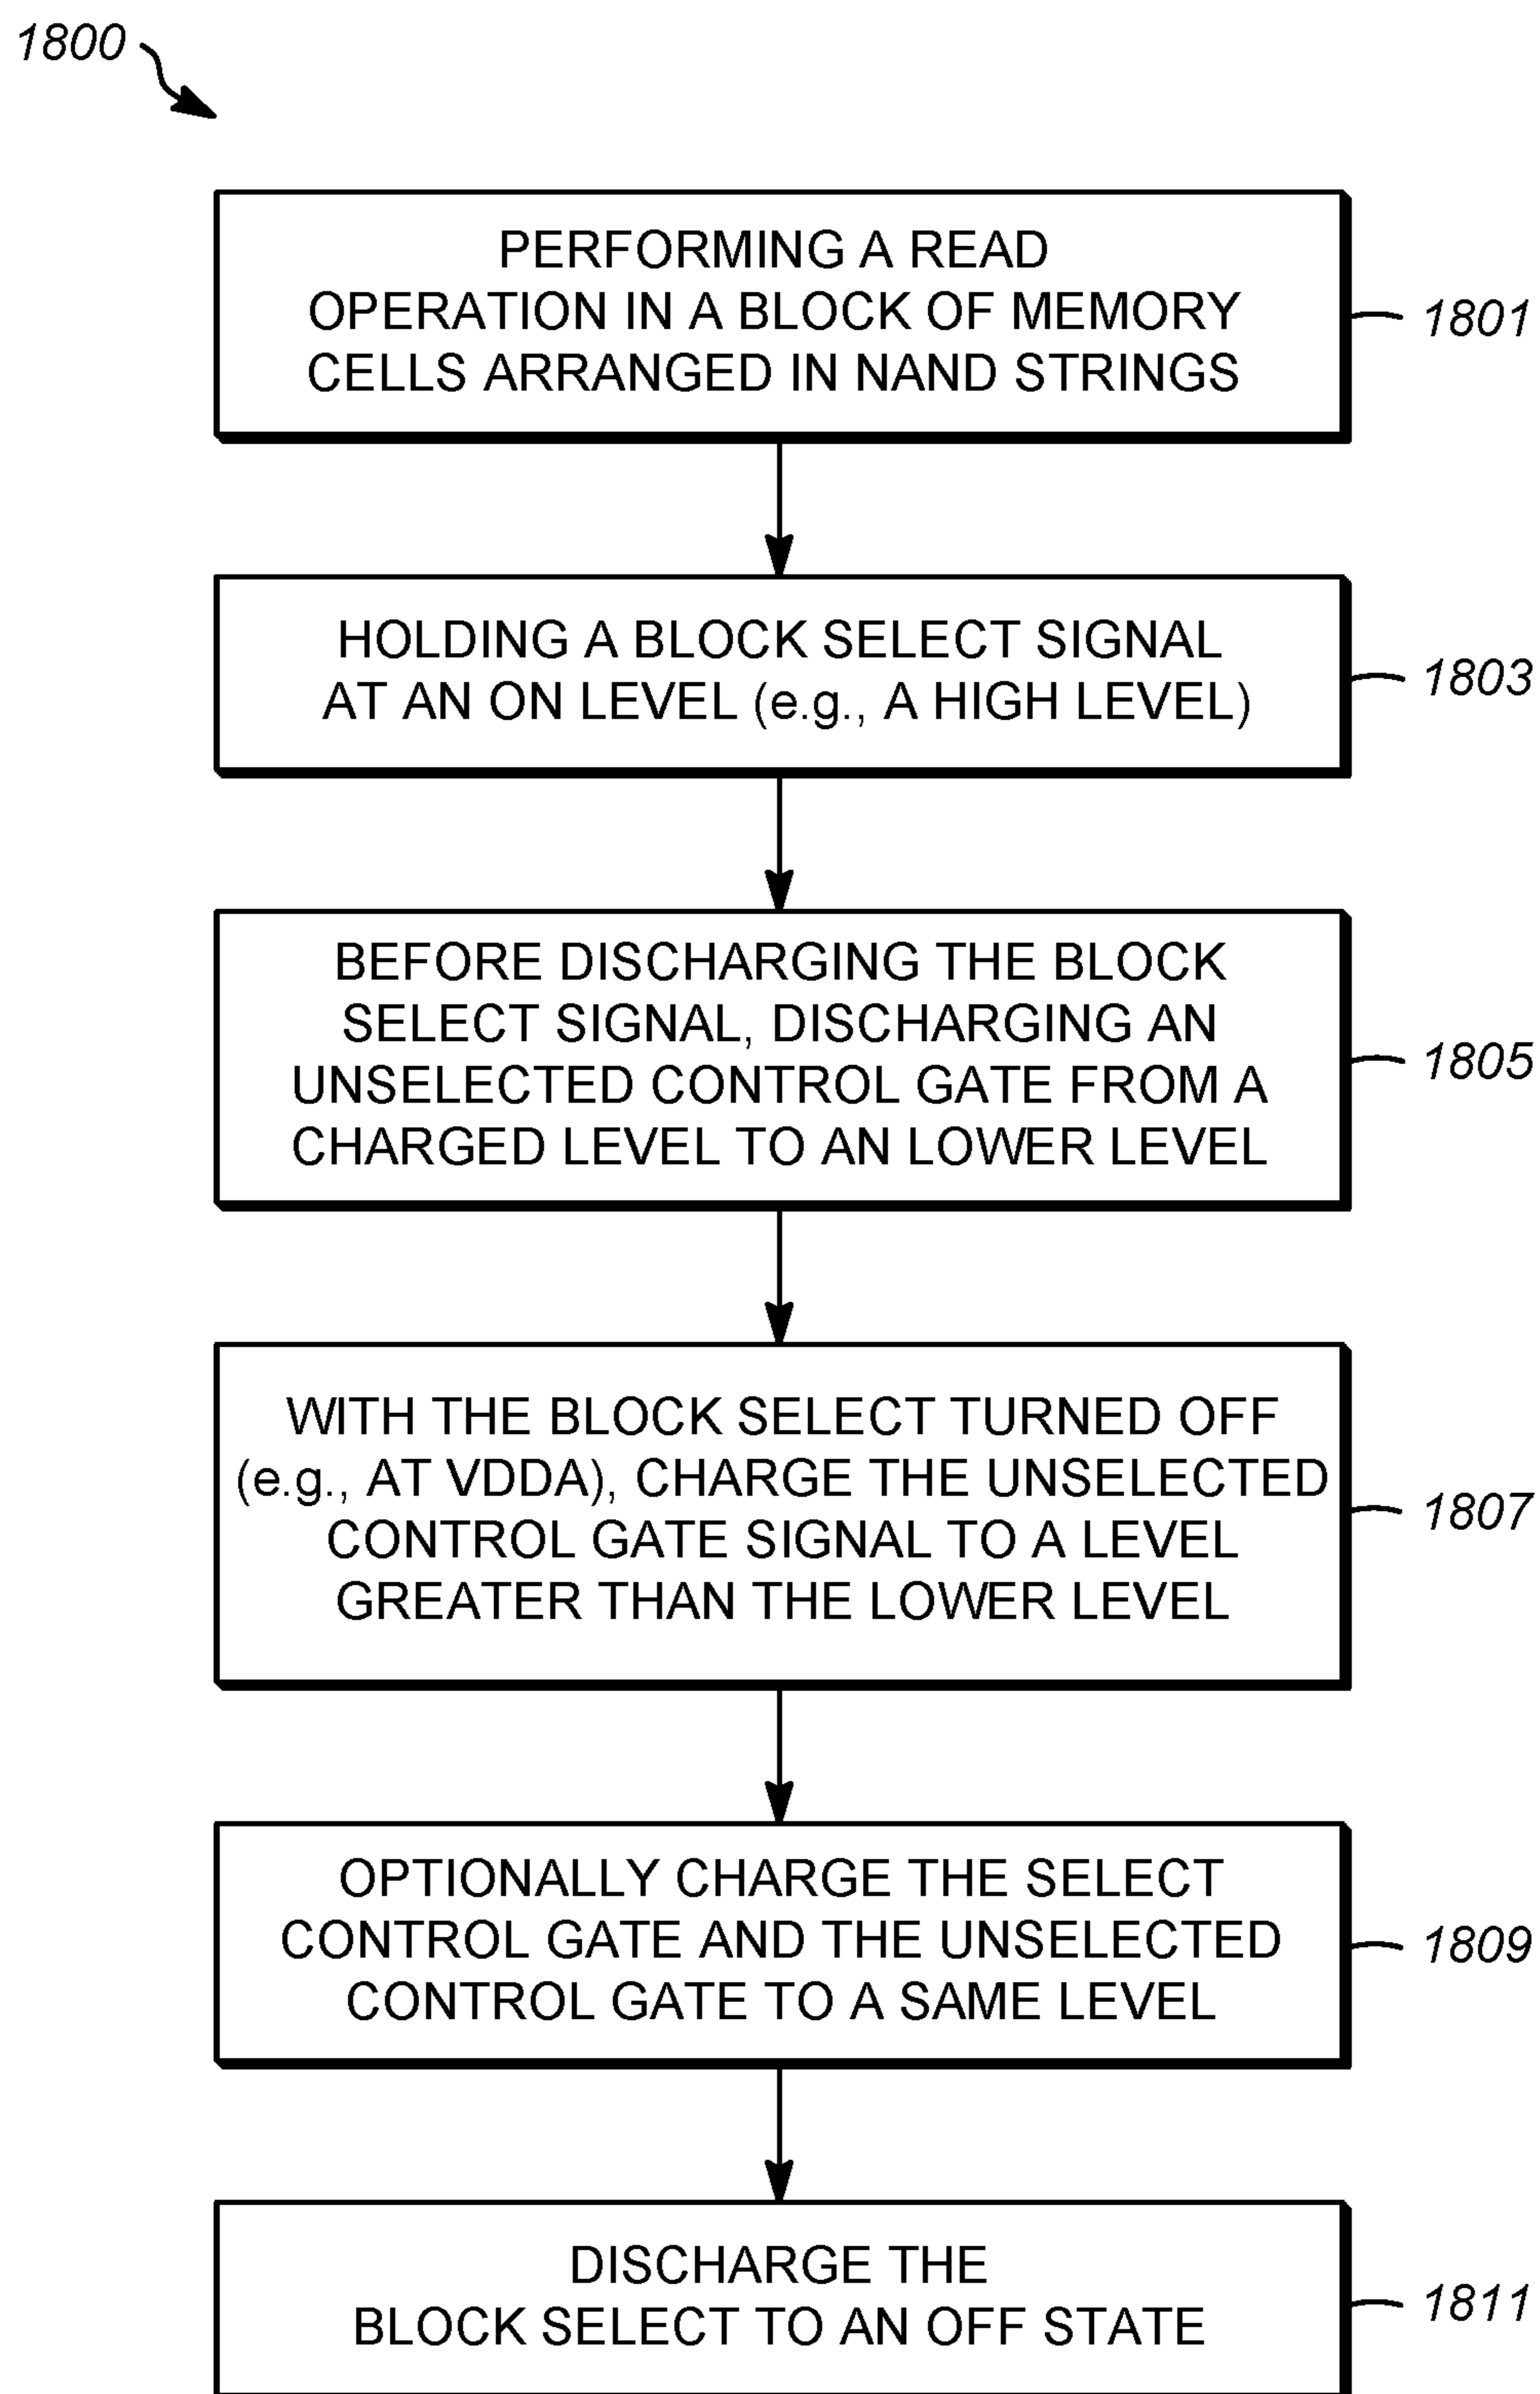 1800
PERFORMING A READ
OPERATION IN A BLOCK OF MEMORY
CELLS ARRANGED IN NAND STRINGS
1801
HOLDING A BLOCK SELECT SIGNAL
AT AN ON LEVEL (e.g., A HIGH LEVEL)
1803
BEFORE DISCHARGING THE BLOCK
SELECT SIGNAL, DISCHARGING AN
UNSELECTED CONTROL GATE FROM A
CHARGED LEVEL TO AN LOWER LEVEL
1805
WITH THE BLOCK SELECT TURNED OFF
(e.g., AT VDDA), CHARGE THE UNSELECTED
CONTROL GATE SIGNAL TO A LEVEL
GREATER THAN THE LOWER LEVEL
1807
OPTIONALLY CHARGE THE SELECT
CONTROL GATE AND THE UNSELECTED
CONTROL GATE TO A SAME LEVEL
1809
DISCHARGE THE
BLOCK SELECT TO AN OFF STATE
1811